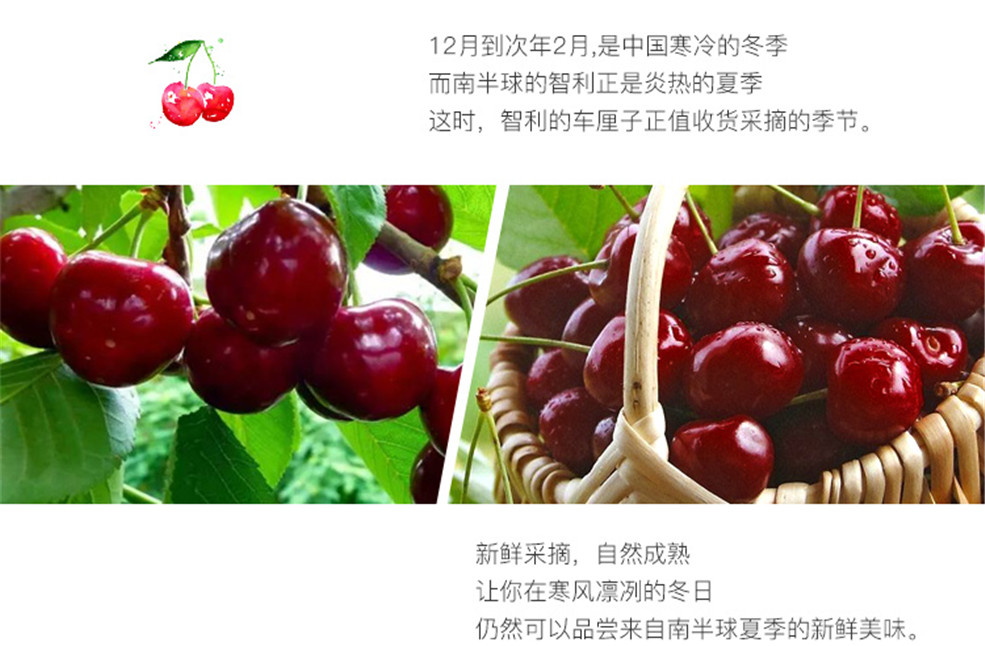 12月到次年2月,是中国寒冷的冬季
而南半球的智利正是炎热的夏季
这时，智利的车厘子正值收货采摘的季节。
新鲜采摘，自然成熟
让你在寒风凛冽的冬日
仍然可以品尝来自南半球夏季的新鲜美味。